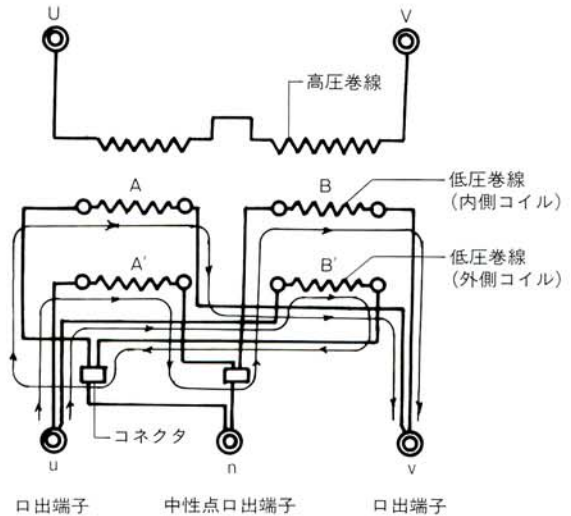 U
V
高圧巻線
A
B
低圧巻線
(内側コイル)
A'
B'
低圧巻線
(外側コイル)
コネクタ
u
n
v
口出端子
中性点口出端子
口出端子